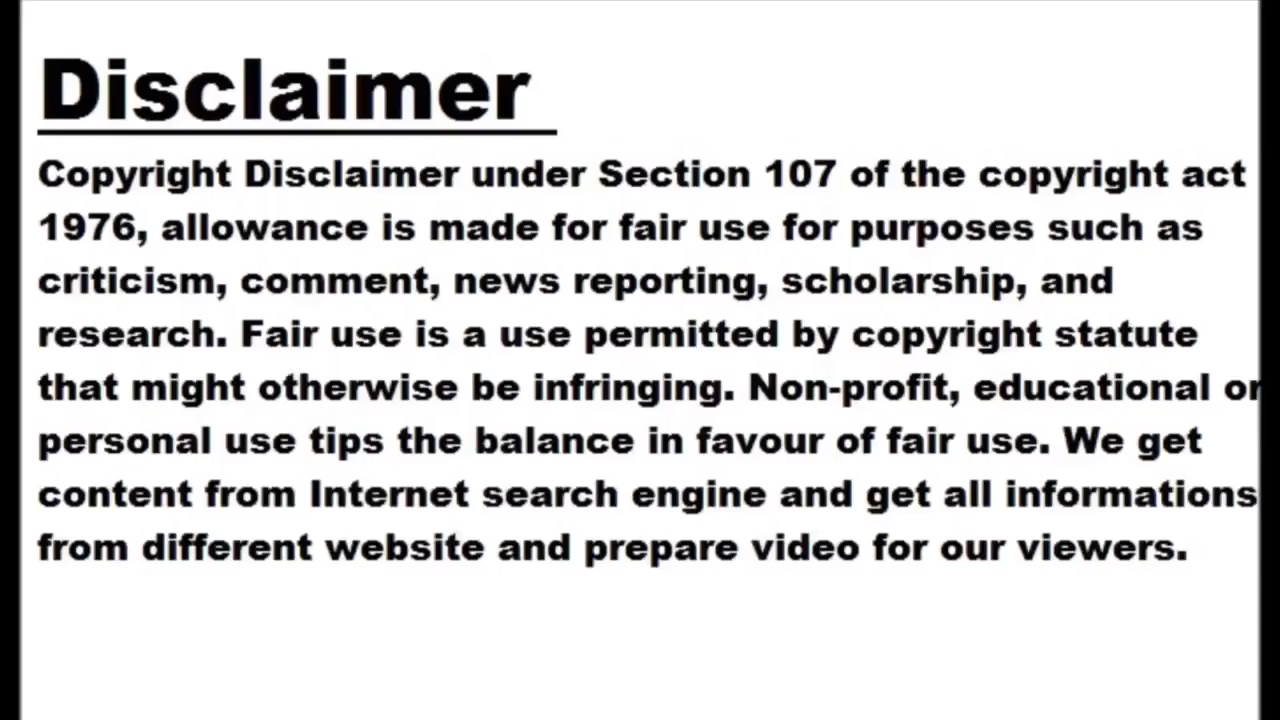 Disclaimer
Copyright Disclaimer under Section 107 of the copyright act
1976, allowance is made for fair use for purposes such as
criticism, comment, news reporting, scholarship, and
research. Fair use is a use permitted by copyright statute
that might otherwise be infringing. Non-profit, educational or
personal use tips the balance in favour of fair use. We get
content from Internet search engine and get all informations
from different website and prepare video for our viewers.